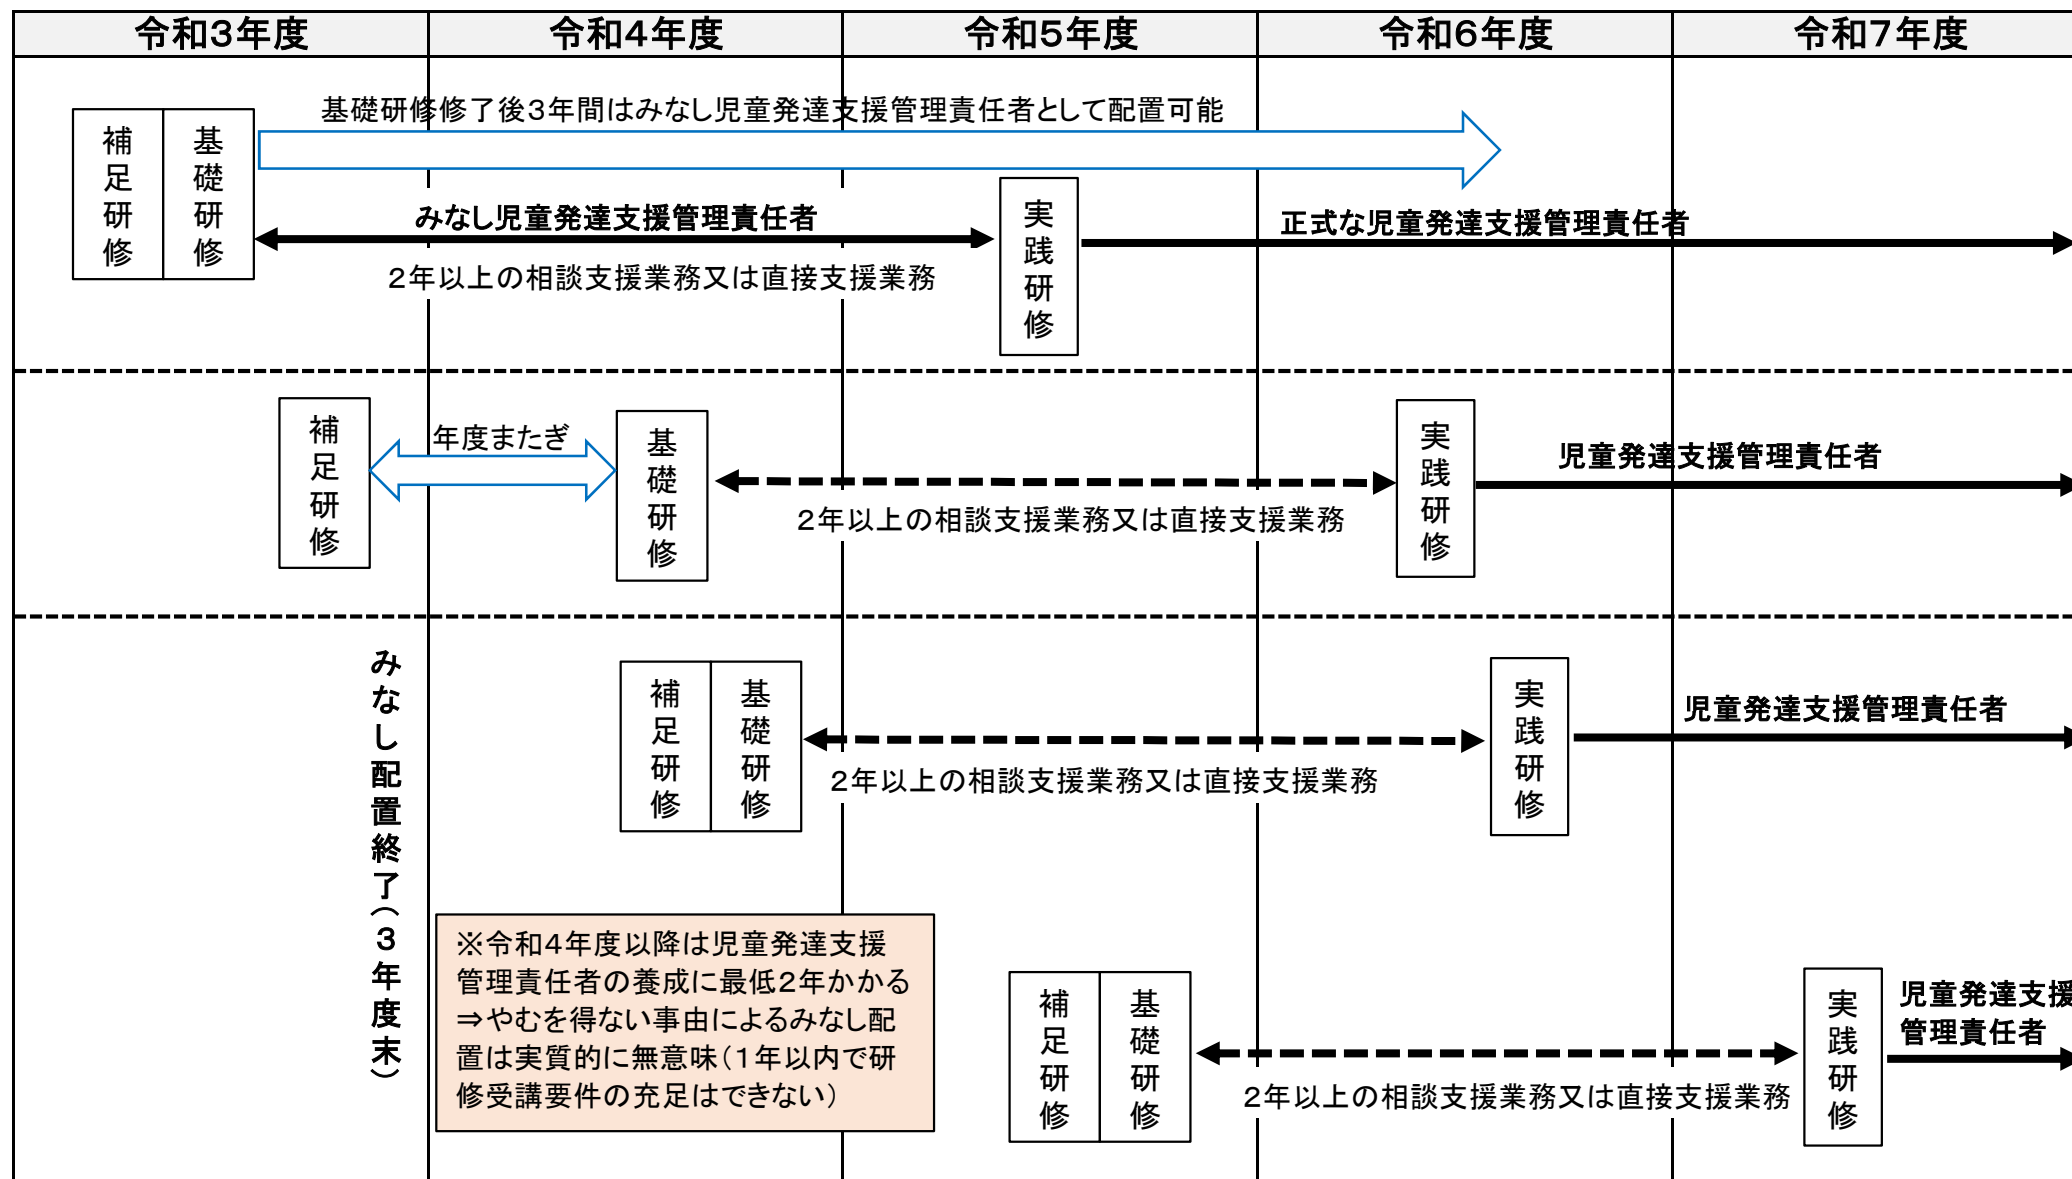 令和３年度
令和４年度
令和５年度
令和６年度
令和７年度
基礎研修修了後３年間はみなし児童発達支援管理責任者として配置可能
補足研修
基礎研修
みなし児童発達支援管理責任者
２年以上の相談支援業務又は直接支援業務
実践研修
正式な児童発達支援管理責任者
補足研修
年度またぎ
基礎研修
２年以上の相談支援業務又は直接支援業務
実践研修
児童発達支援管理責任者
みなし配置終了（３年度末）
補足研修
基礎研修
２年以上の相談支援業務又は直接支援業務
実践研修
児童発達支援管理責任者
※令和４年度以降は児童発達支援
管理責任者の養成に最低２年かかる
⇒やむを得ない事由によるみなし配
置は実質的に無意味（１年以内で研
修受講要件の充足はできない）
補足研修
基礎研修
２年以上の相談支援業務又は直接支援業務
実践研修
児童発達支援
管理責任者